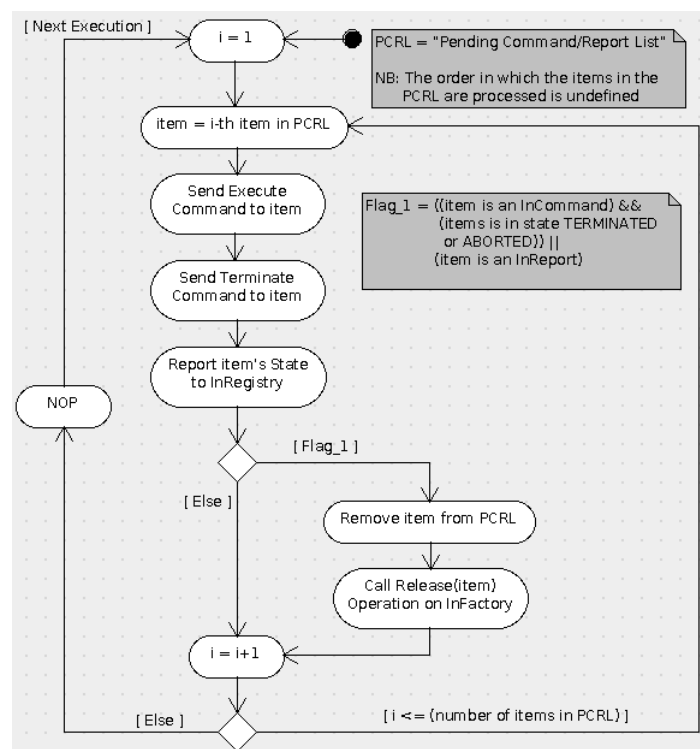 [ Next Execution ]
i = 1
PCRL = "Pending Command/Report List"
NB: The order in which the items in the
PCRL are processed is undefined
item = i-th item in PCRL
Send Execute
Command to item
Flag_1 = ((item is an InCommand) &&
(items is in state TERMINATED
or ABORTED)) ||
(item is an InReport)
Send Terminate
Command to item
Report item's State
to InRegistry
NOP
[ Flag_1 ]
[ Else ]
Remove item from PCRL
Call Release(item)
Operation on InFactory
i = i+1
[ Else ]
[ i <= (number of items in PCRL) ]